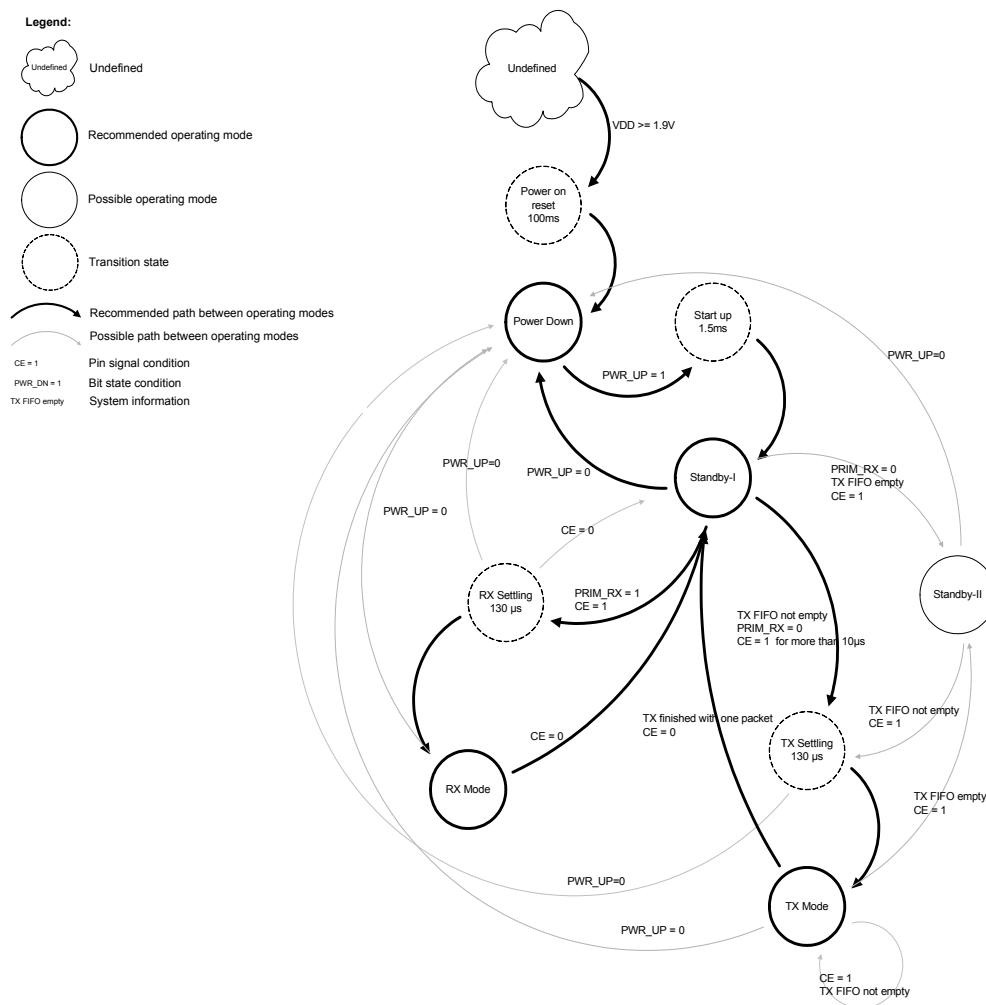 Legend:
Undefined
Undefined
Recommended operating mode
Possible operating mode
Transition state
Recommended path between operating modes
Possible path between operating modes
CE = 1
Pin signal condition
PWR_DN = 1
Bit state condition
TX FIFO empty
System information
Undefined
VDD >= 1.9V
Power on
reset
100ms
Power Down
Start up
1.5ms
PWR_UP = 1
PWR_UP=0
PWR_UP=0
PWR_UP = 0
Standby-I
PRIM_RX = 0
TX FIFO empty
CE = 1
PWR_UP = 0
CE = 0
RX Settling
130 µs
PRIM_RX = 1
CE = 1
Standby-II
TX FIFO not empty
PRIM_RX = 0
CE = 1  for more than 10µs
TX FIFO not empty
CE = 1
TX finished with one packet
CE = 0
CE = 0
TX Settling
130 µs
RX Mode
TX FIFO empty
CE = 1
PWR_UP=0
TX Mode
PWR_UP = 0
CE = 1
TX FIFO not empty